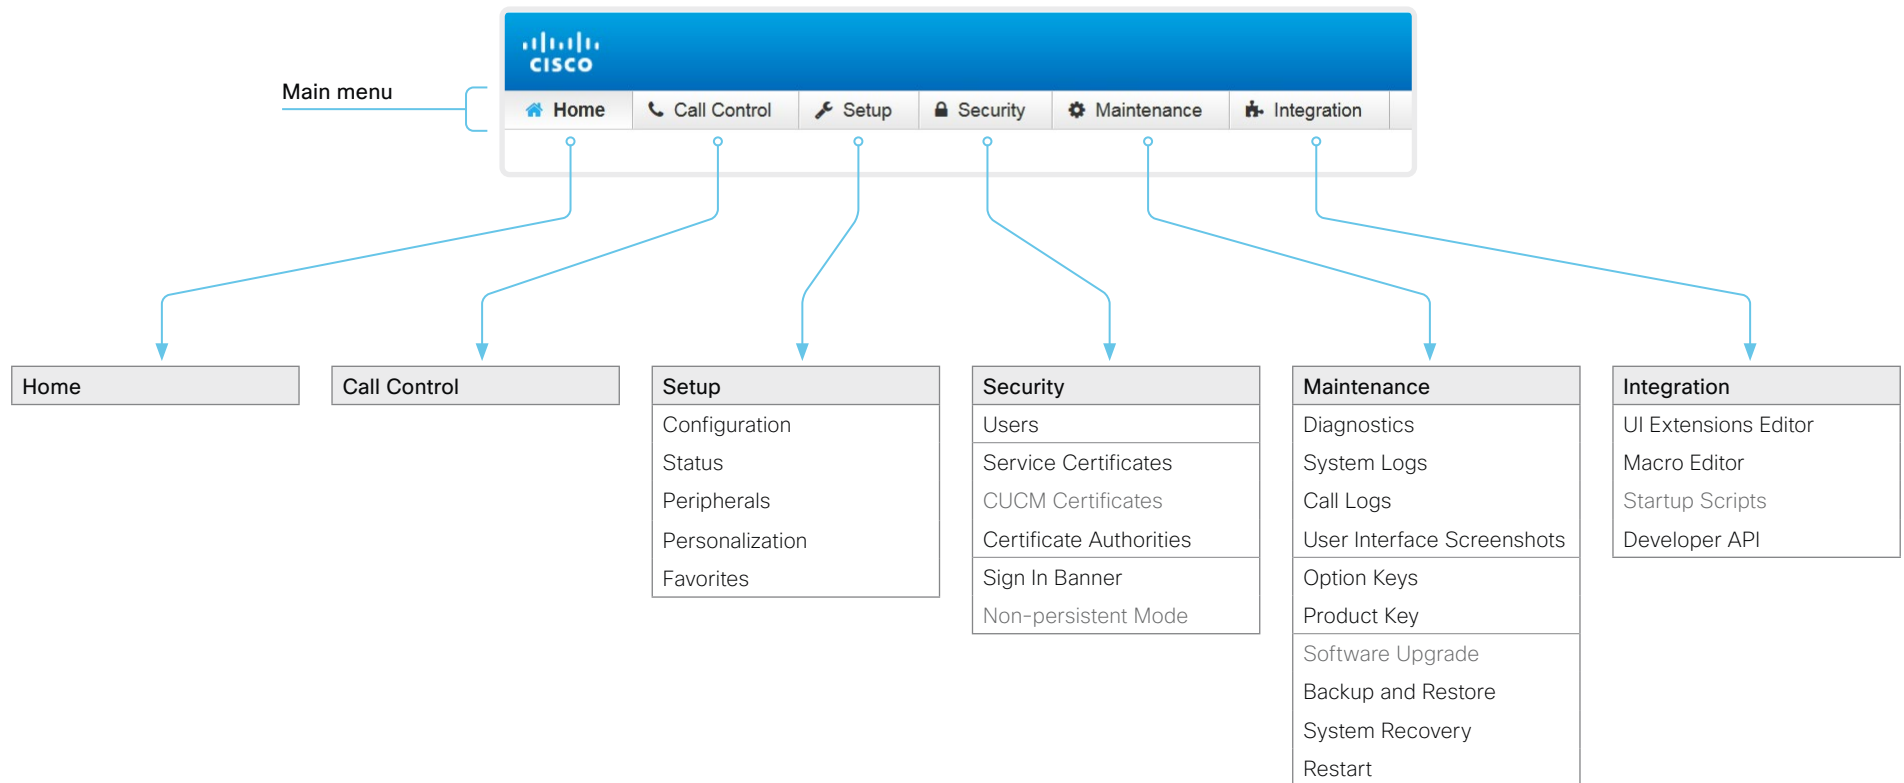 CISCO
Main menu
Home Call Control Setup Security Maintenance Integration
Home
Call Control
Setup
Configuration
Status
Peripherals
Personalization
Favorites
Security
Users
Service Certificates
CUCM Certificates
Certificate Authorities
Sign In Banner
Non-persistent Mode
Maintenance
Diagnostics
System Logs
Call Logs
User Interface Screenshots
Option Keys
Product Key
Software Upgrade
Backup and Restore
System Recovery
Restart
Integration
UI Extensions Editor
Macro Editor
Startup Scripts
Developer API